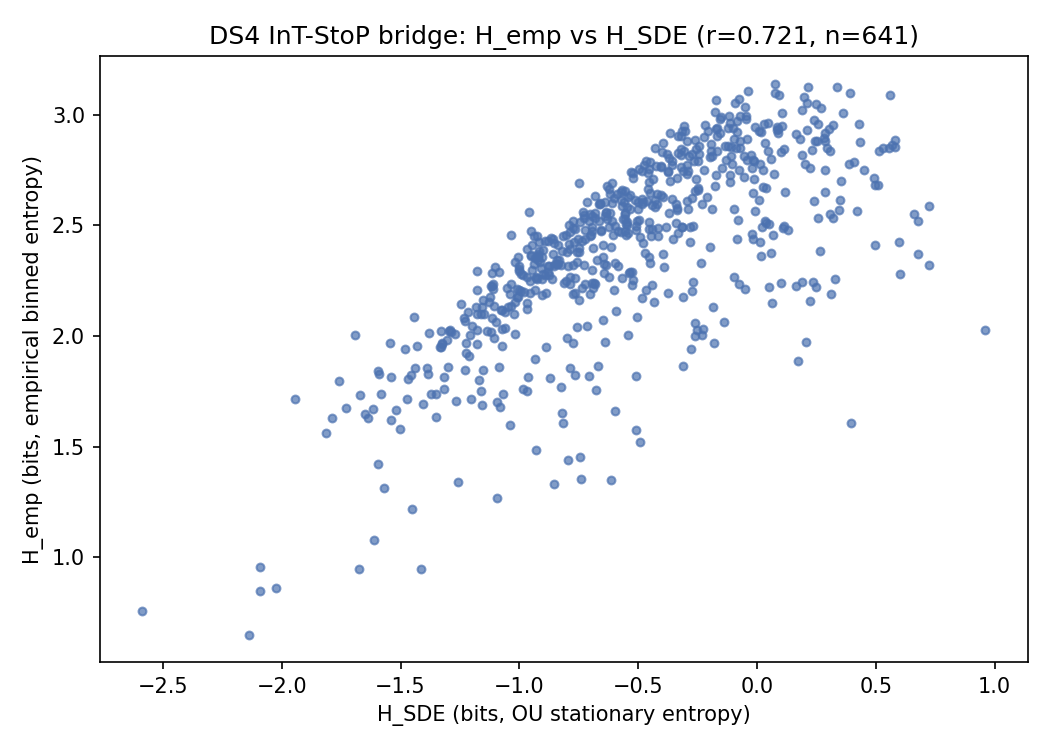 DS4 InT-StoP bridge: H_emp vs H_SDE (r=0.721, n=641)
H_emp (bits, empirical binned entropy)
3.0
2.5
2.0
1.5
1.0
−2.5 −2.0 −1.5 −1.0 −0.5 0.0 0.5 1.0
H_SDE (bits, OU stationary entropy)